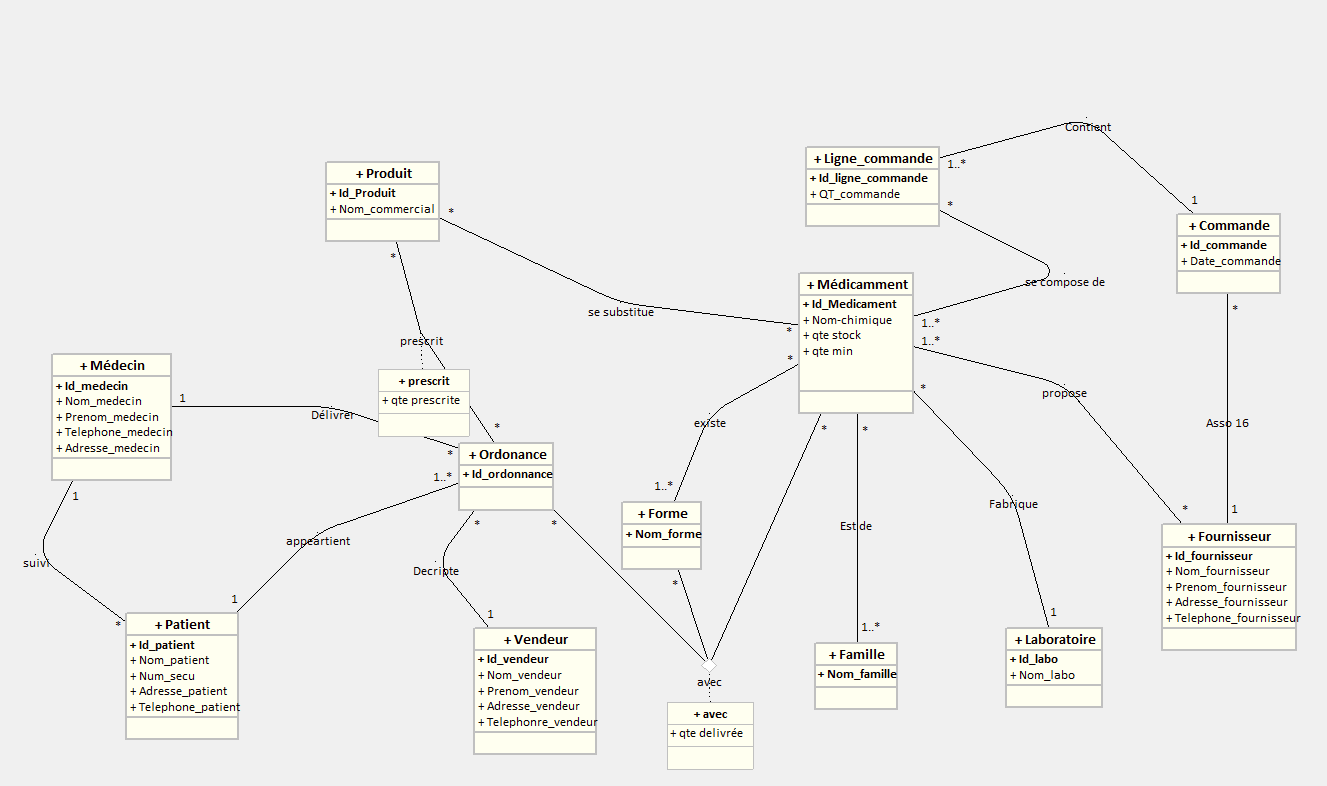 + Produit
+ Id_Produit
+ Nom_commercial
*
*
se substitue
*
prescrit
+ prescrit
+ qte prescrite
*
+ Ligne_commande
+ Id_ligne_commande
+ QT_commande
1..*
*
Contient
1
+ Commande
+ Id_commande
+ Date_commande
*
se compose de
1..*
+ Médicamment
+ Id_Medicament
+ Nom-chimique
+ qte stock
+ qte min
1..*
propose
*
Asso 16
1
+ Médecin
+ Id_medecin
+ Nom_medecin
+ Prenom_medecin
+ Telephone_medecin
+ Adresse_medecin
1
Délivrer
*
1
suivi
*
+ Ordonance
+ Id_ordonnance
1..*
appeartient
1
*
Decripte
1
*
*
existe
1..*
+ Forme
+ Nom_forme
*
*
*
Est de
1..*
*
Fabrique
1
+ Fournisseur
+ Id_fournisseur
+ Nom_fournisseur
+ Prenom_fournisseur
+ Adresse_fournisseur
+ Telephone_fournisseur
+ Patient
+ Id_patient
+ Nom_patient
+ Num_secu
+ Adresse_patient
+ Telephone_patient
+ Vendeur
+ Id_vendeur
+ Nom_vendeur
+ Prenom_vendeur
+ Adresse_vendeur
+ Telephonre_vendeur
avec
+ avec
+ qte delivrée
+ Famille
+ Nom_famille
+ Laboratoire
+ Id_labo
+ Nom_labo